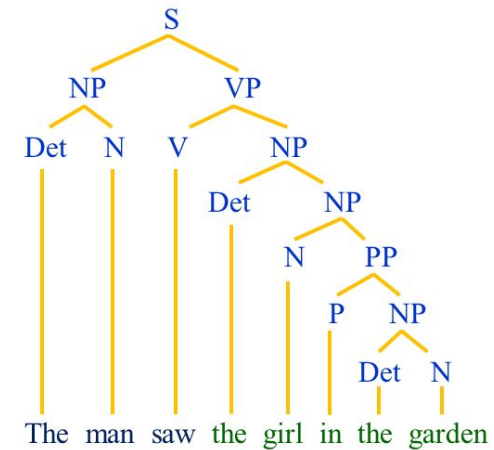 S
NP VP
Det N V NP
Det NP
N PP
P NP
Det N
The man saw the girl in the garden